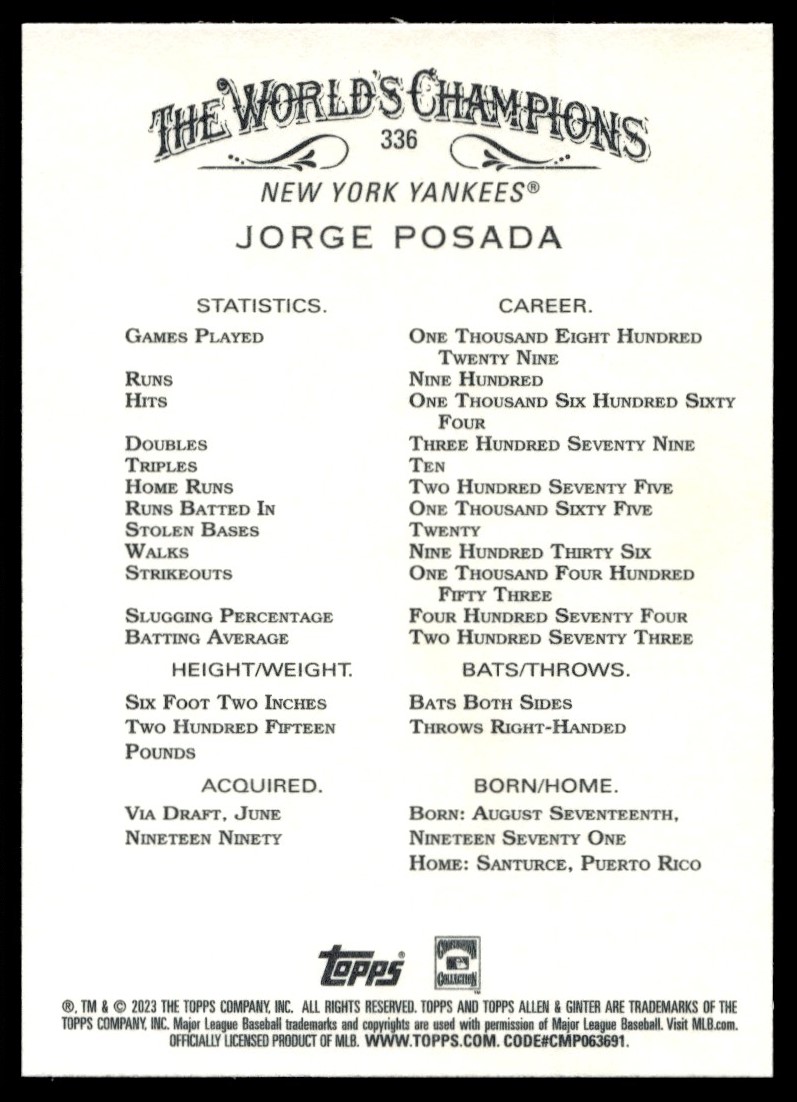 THE WORLD'S CHAMPIONS
336
NEW YORK YANKEES®
JORGE POSADA
STATISTICS. CAREER.
GAMES PLAYED ONE THOUSAND EIGHT HUNDRED
TWENTY NINE
RUNS NINE HUNDRED
HITS ONE THOUSAND SIX HUNDRED SIXTY
FOUR
DOUBLES THREE HUNDRED SEVENTY NINE
TRIPLES TEN
HOME RUNS TWO HUNDRED SEVENTY FIVE
RUNS BATTED IN ONE THOUSAND SIXTY FIVE
STOLEN BASES TWENTY
WALKS NINE HUNDRED THIRTY SIX
STRIKEOUTS ONE THOUSAND FOUR HUNDRED
FIFTY THREE
SLUGGING PERCENTAGE FOUR HUNDRED SEVENTY FOUR
BATTING AVERAGE TWO HUNDRED SEVENTY THREE
HEIGHT/WEIGHT. BATS/THROWS.
SIX FOOT TWO INCHES BATS BOTH SIDES
TWO HUNDRED FIFTEEN THROWS RIGHT-HANDED
POUNDS
ACQUIRED. BORN/HOME.
VIA DRAFT, JUNE BORN: AUGUST SEVENTEENTH,
NINETEEN NINETY NINETEEN SEVENTY ONE
HOME: SANTURCE, PUERTO RICO
Topps® COOPERSTOWN
COLLECTION™
®, TM & © 2023 THE TOPPS COMPANY, INC. ALL RIGHTS RESERVED. TOPPS AND TOPPS ALLEN & GINTER ARE TRADEMARKS OF THE
TOPPS COMPANY, INC. Major League Baseball trademarks and copyrights are used with permission of Major League Baseball. Visit MLB.com.
OFFICIALLY LICENSED PRODUCT OF MLB. WWW.TOPPS.COM. CODE#CMP063691.